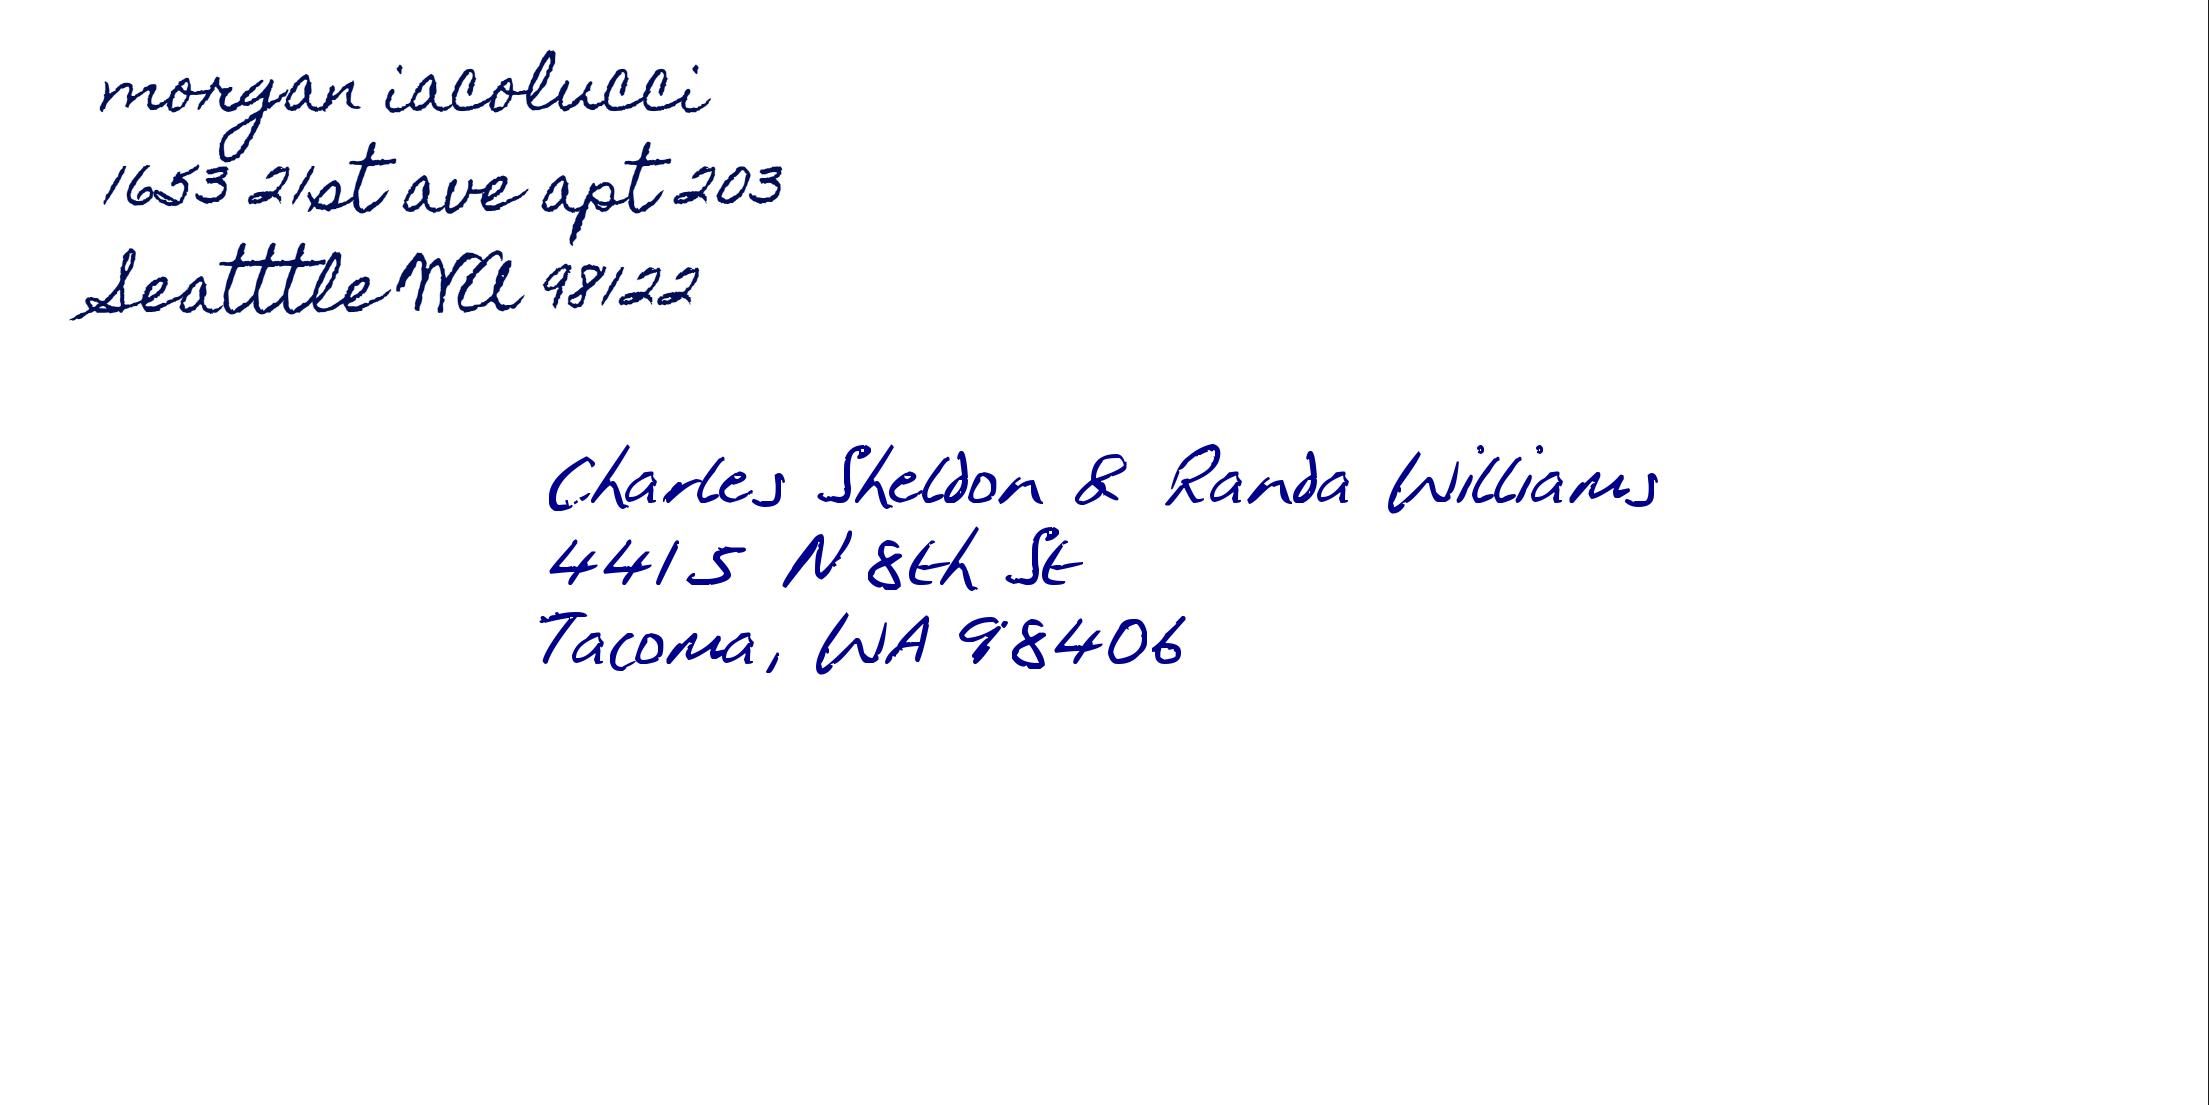 morgan iacolucci
1653 21st ave apt 203
Seatttle WA 98122
Charles Sheldon & Randa Williams
4415 N 8th St
Tacoma, WA 98406